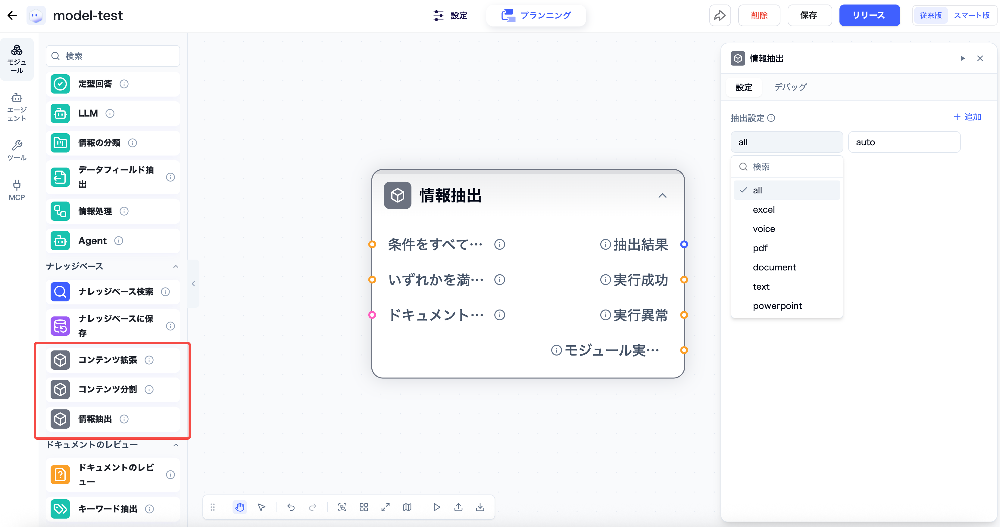 model-test
設定
プランニング
削除
保存
リリース
従来版
スマート版
モジュ
ール
エージ
ェント
ツール
MCP
検索
定型回答
LLM
情報の分類
データフィールド抽
出
情報処理
Agent
ナレッジベース
ナレッジベース検索
ナレッジベースに保
存
コンテンツ拡張
コンテンツ分割
情報抽出
ドキュメントのレビュー
ドキュメントのレビ
ュー
キーワード抽出
情報抽出
条件をすべて…
抽出結果
いずれかを満…
実行成功
ドキュメント…
実行異常
モジュール実…
情報抽出
設定
デバッグ
抽出設定
追加
all
auto
検索
all
excel
voice
pdf
document
text
powerpoint